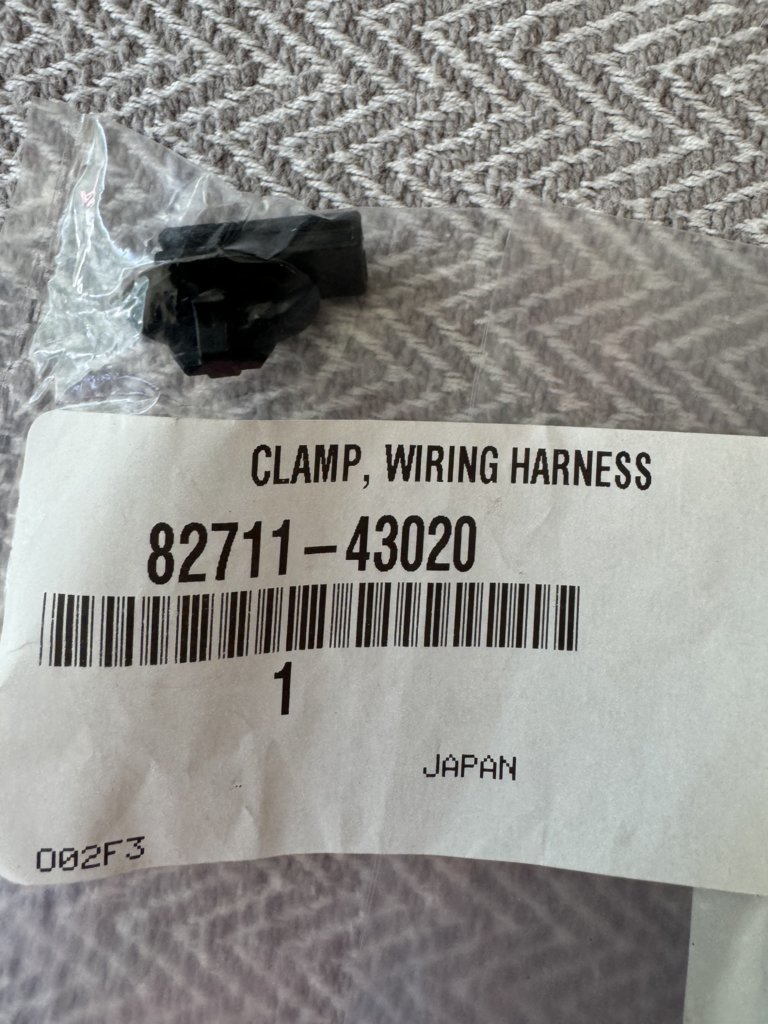 CLAMP, WIRING HARNESS
82711-43020
1
JAPAN
002F3